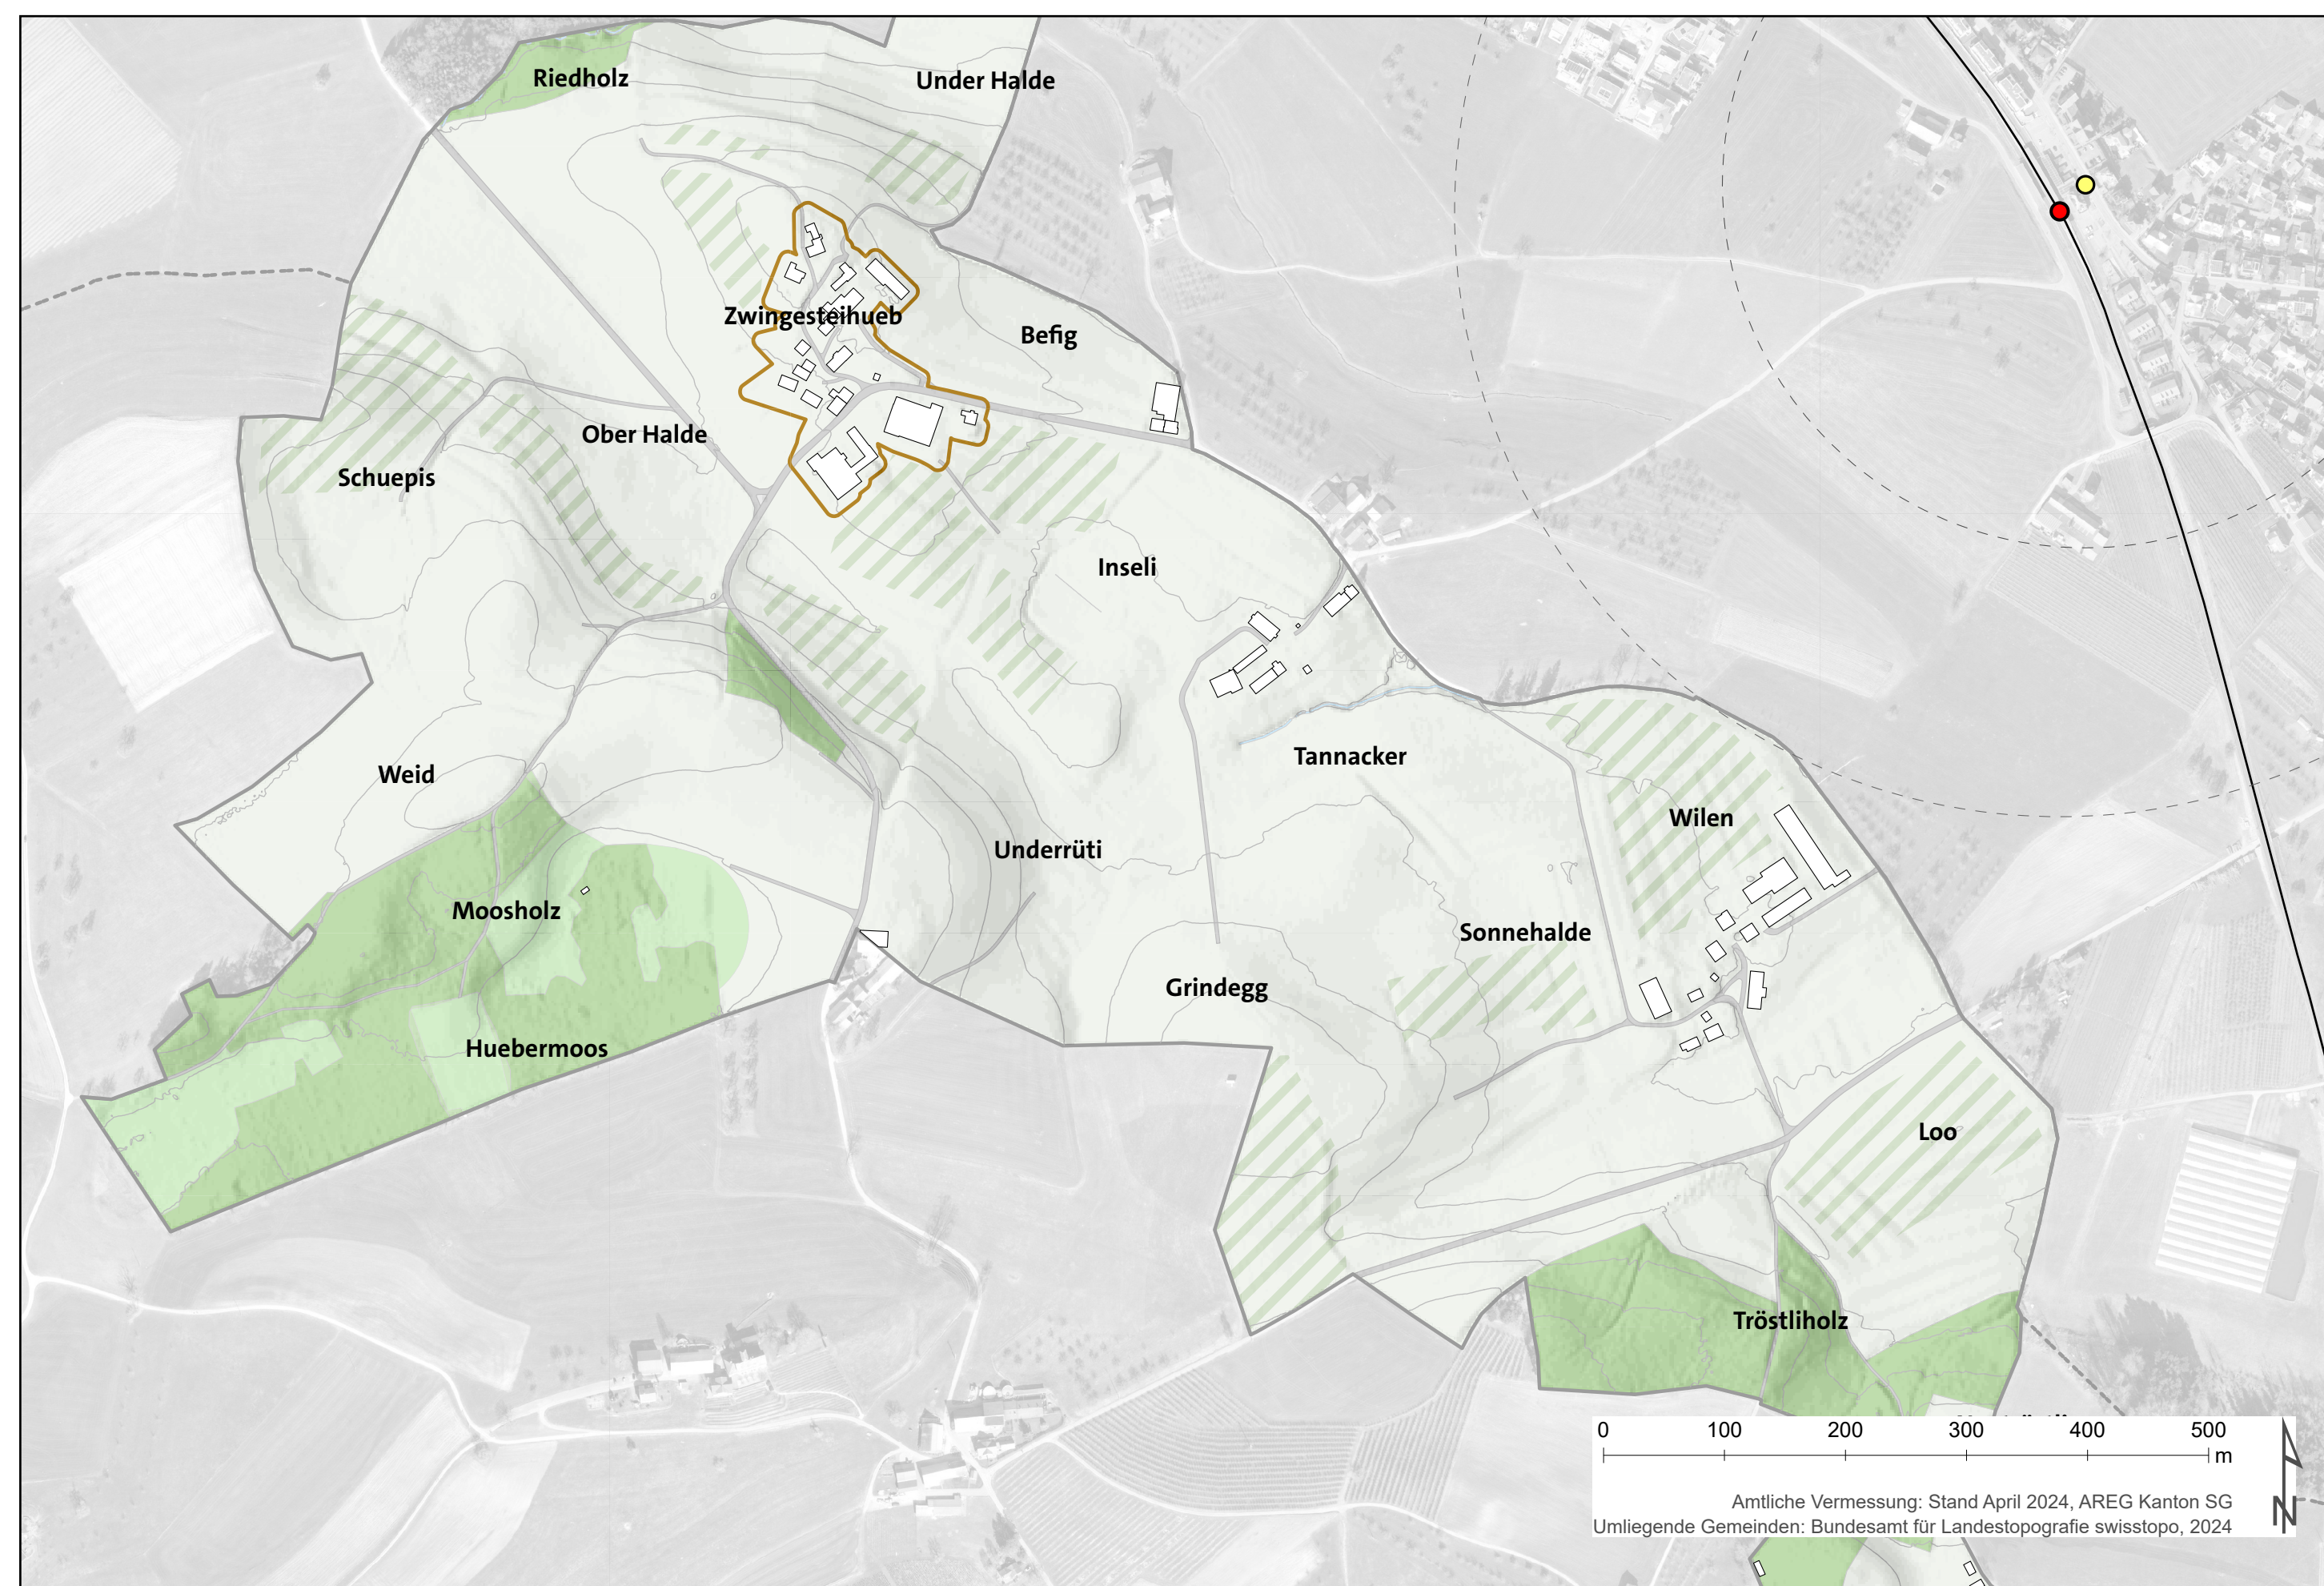 Riedholz
Under Halde
Zwingesteihueb
Befig
Ober Halde
Schuepis
Inseli
Tannacker
Weid
Wilen
Underrüti
Moosholz
Sonnehalde
Grindegg
Huebermoos
Loo
Tröstliholz
0 100 200 300 400 500
m
Amtliche Vermessung: Stand April 2024, AREG Kanton SG
Umliegende Gemeinden: Bundesamt für Landestopografie swisstopo, 2024
N